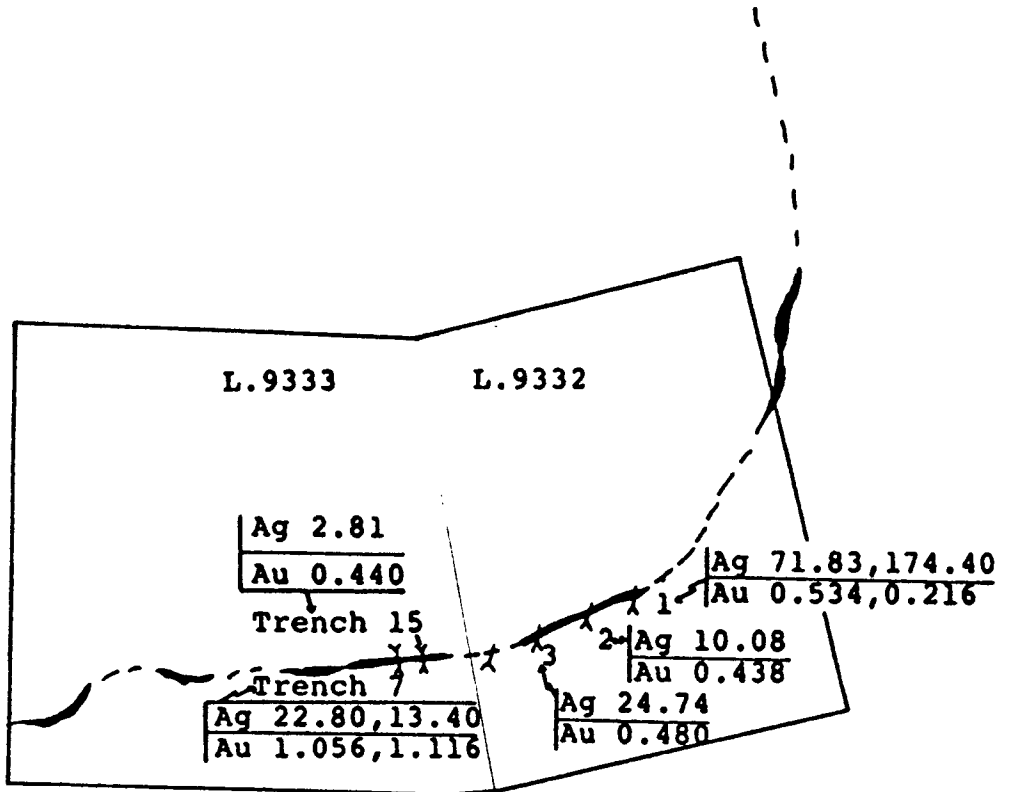 L.9333
L.9332
Ag 2.81
Au 0.440
Trench 15
Ag 71.83,174.40
Au 0.534,0.216
1
2
Ag 10.08
Au 0.438
3
Trench 7
Ag 24.74
Au 0.480
Ag 22.80,13.40
Au 1.056,1.116